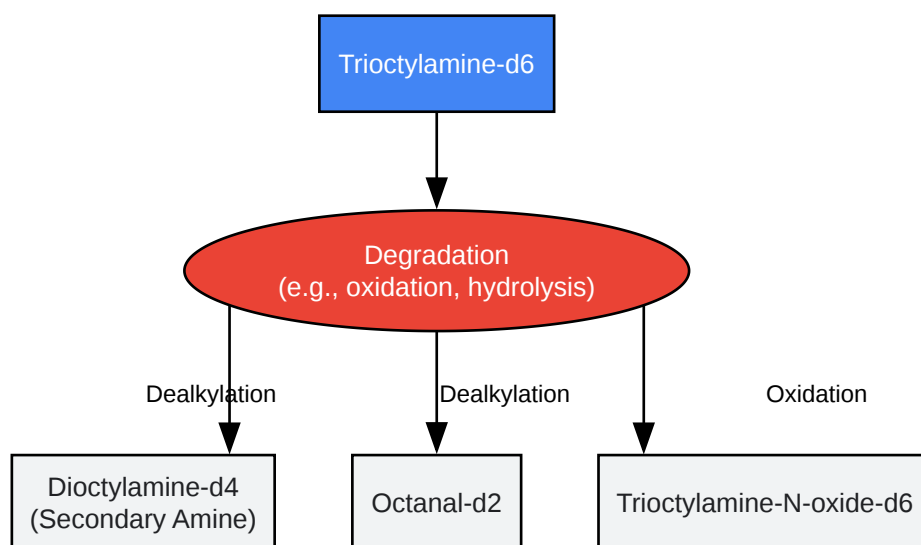 Trioctylamine-d6
Degradation
(e.g., oxidation, hydrolysis)
Dealkylation
Dealkylation
Oxidation
Dioctylamine-d4
(Secondary Amine)
Octanal-d2
Trioctylamine-N-oxide-d6